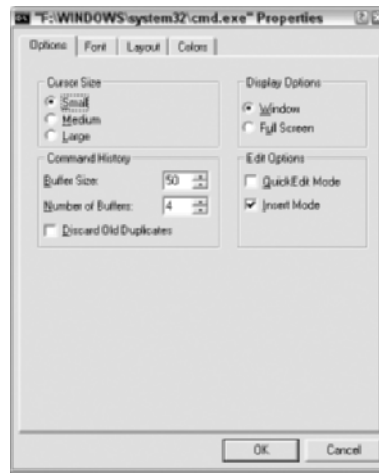 "F:\WINDOWS\system32\cmd.exe" Properties
Options Font Layout Colors
Cursor Size
Small
Medium
Large
Display Options
Window
Full Screen
Command History
Buffer Size: 50
Number of Buffers: 4
Discard Old Duplicates
Edit Options
QuickEdit Mode
Insert Mode
OK Cancel